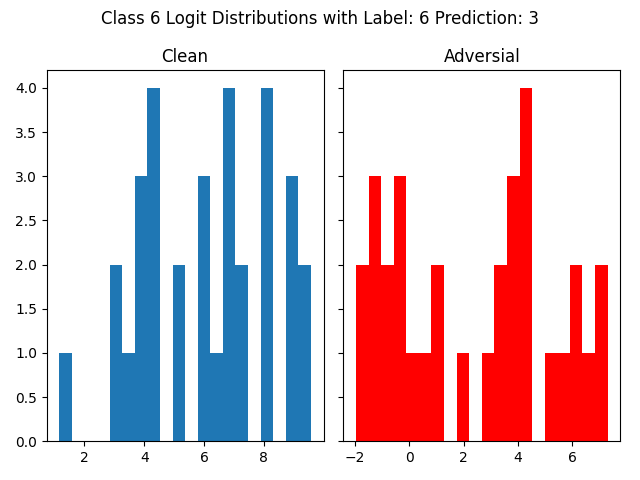 Class 6 Logit Distributions with Label: 6 Prediction: 3
Clean
Adversial
4.0
3.5
3.0
2.5
2.0
1.5
1.0
0.5
0.0
2 4 6 8
−2 0 2 4 6